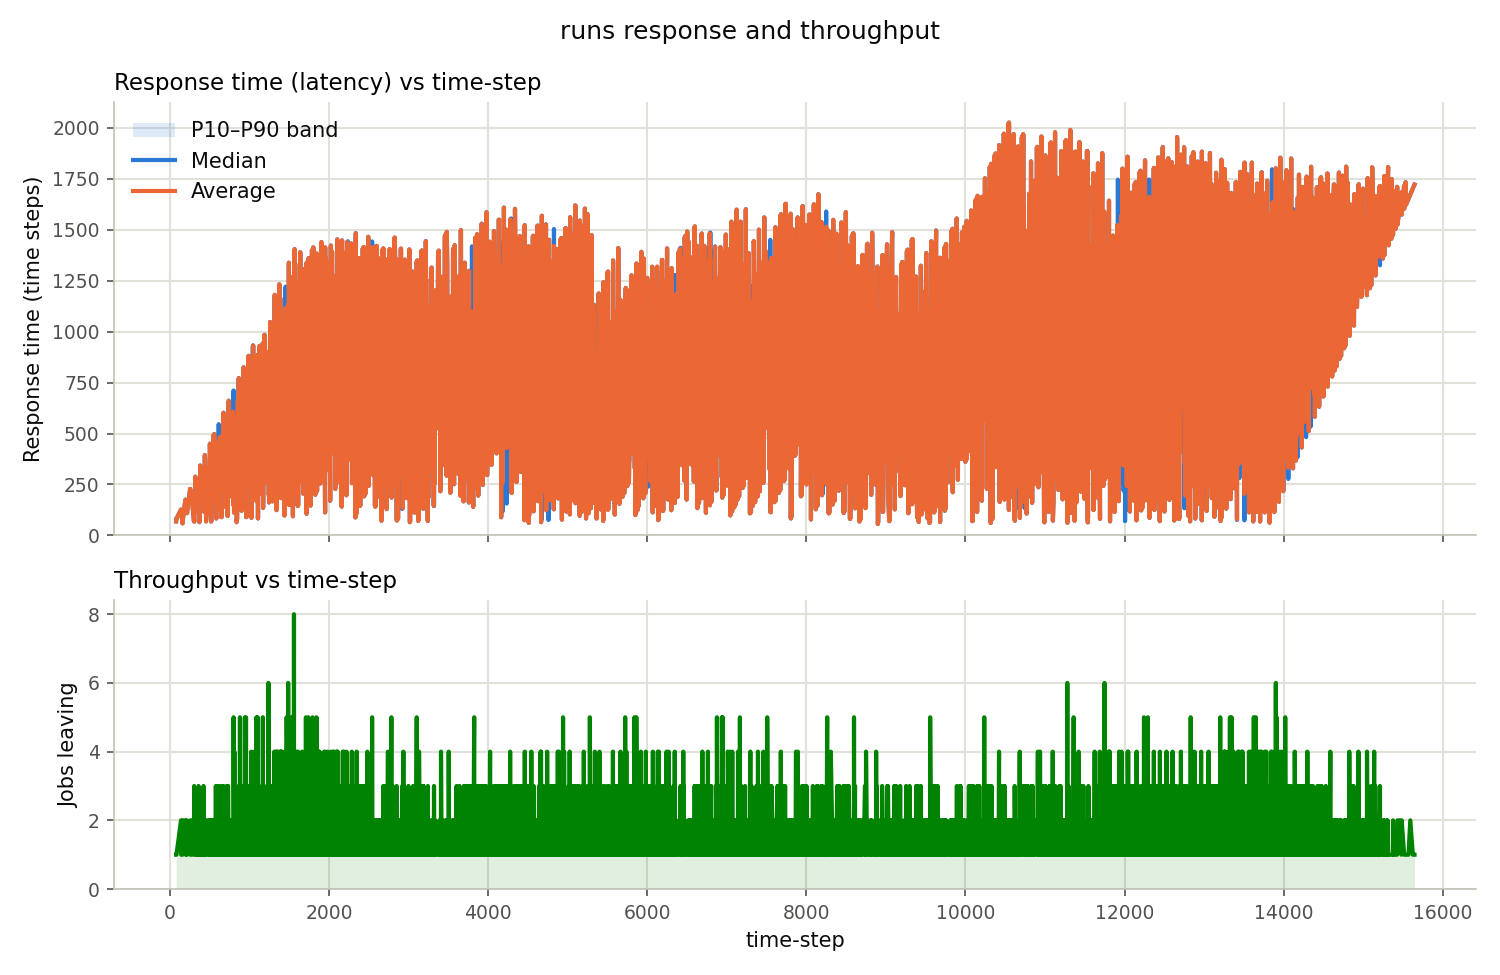 runs response and throughput
Response time (latency) vs time-step
P10–P90 band
Median
Average
Response time (time steps)
2000
1750
1500
1250
1000
750
500
250
0
Throughput vs time-step
Jobs leaving
8
6
4
2
0
0 2000 4000 6000 8000 10000 12000 14000 16000
time-step